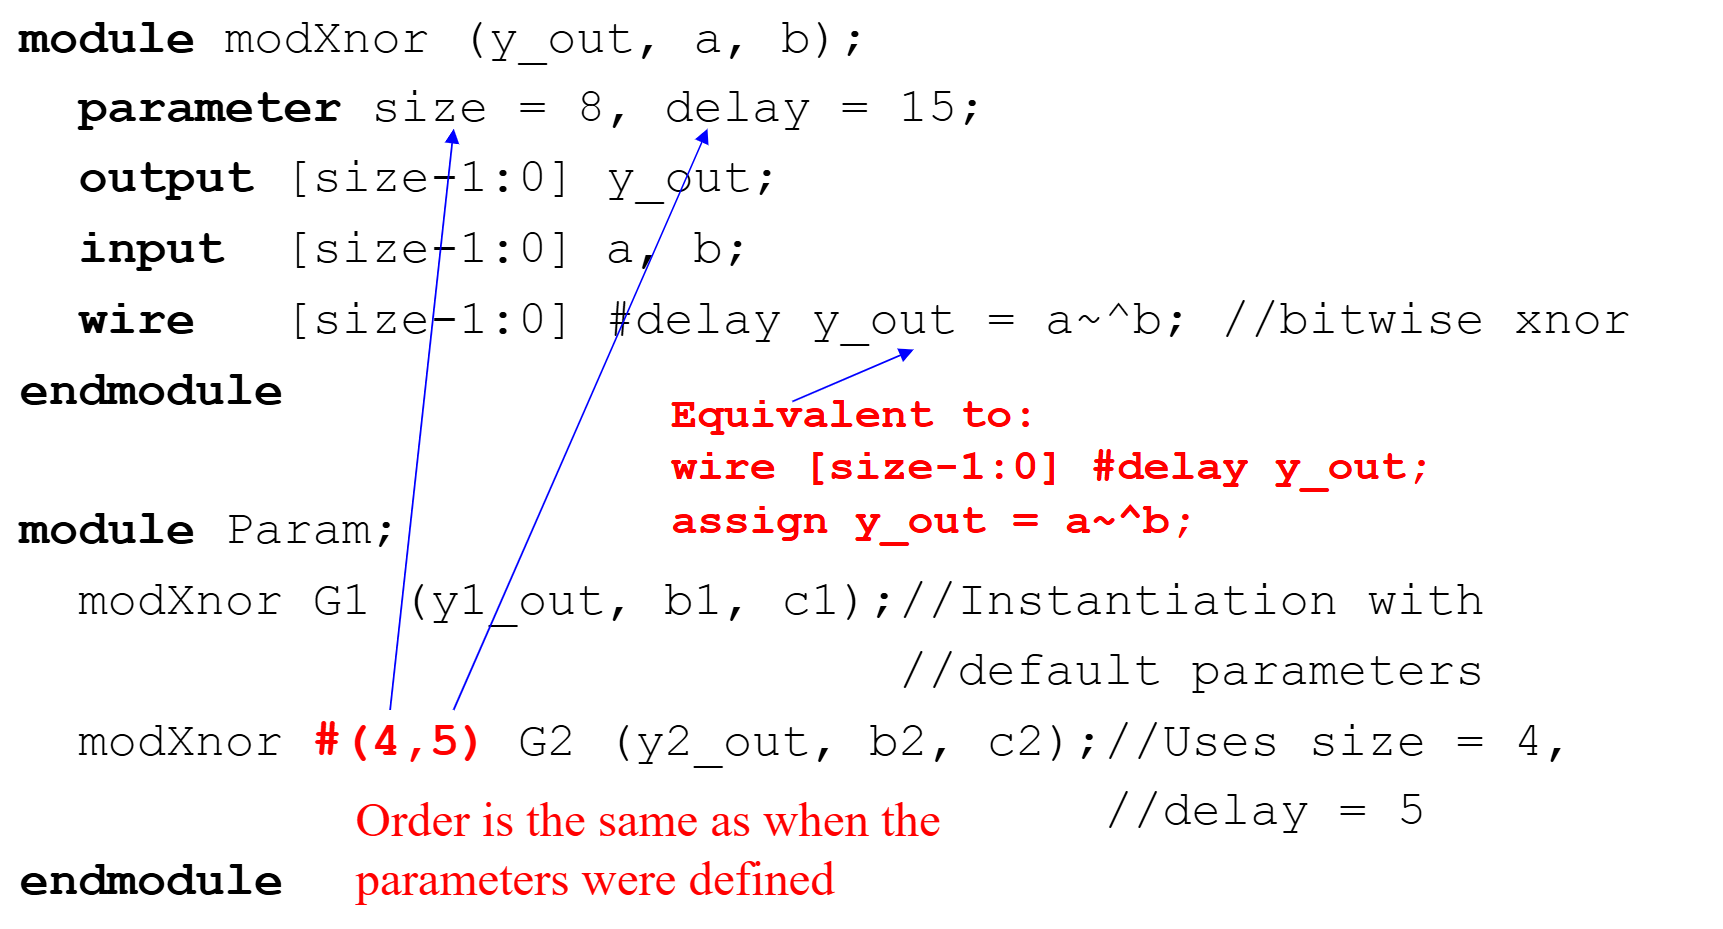 module modXnor (y_out, a, b);
parameter size = 8, delay = 15;
output [size-1:0] y_out;
input [size-1:0] a, b;
wire [size-1:0] #delay y_out = a~^b; //bitwise xnor
endmodule
Equivalent to:
wire [size-1:0] #delay y_out;
assign y_out = a~^b;
module Param;
modXnor G1 (y1_out, b1, c1);//Instantiation with
//default parameters
modXnor #(4,5) G2 (y2_out, b2, c2);//Uses size = 4,
//delay = 5
Order is the same as when the
parameters were defined
endmodule